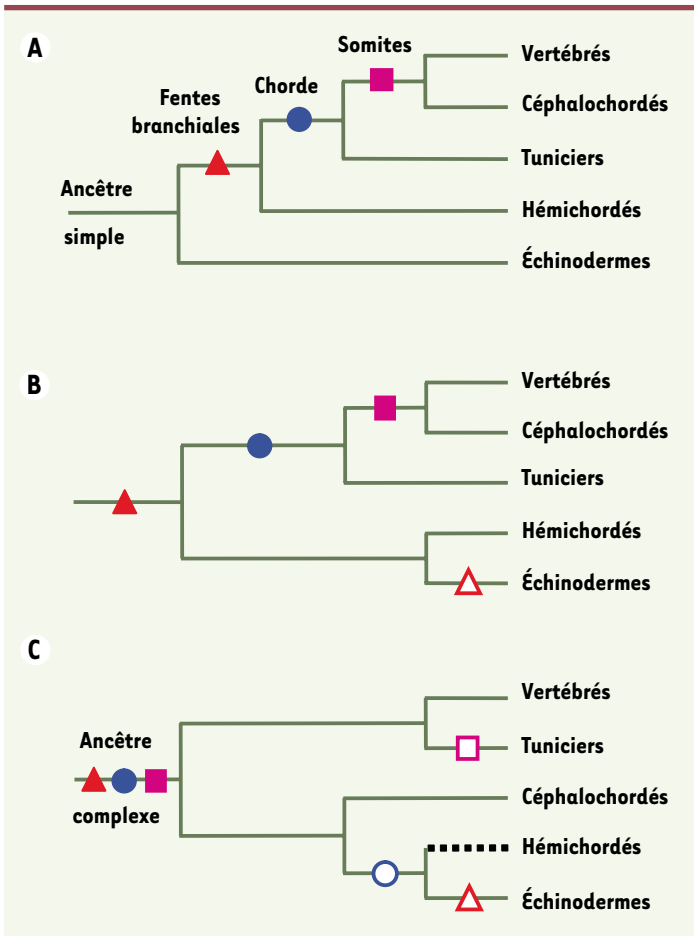 A
Somites
Vertébrés
Chorde
Fentes
branchiales
Céphalochordés
Tuniciers
Ancêtre
simple
Hémichordés
Échinodermes
B
Vertébrés
Céphalochordés
Tuniciers
Hémichordés
Échinodermes
C
Vertébrés
Ancêtre
complexe
Tuniciers
Céphalochordés
Hémichordés
Échinodermes